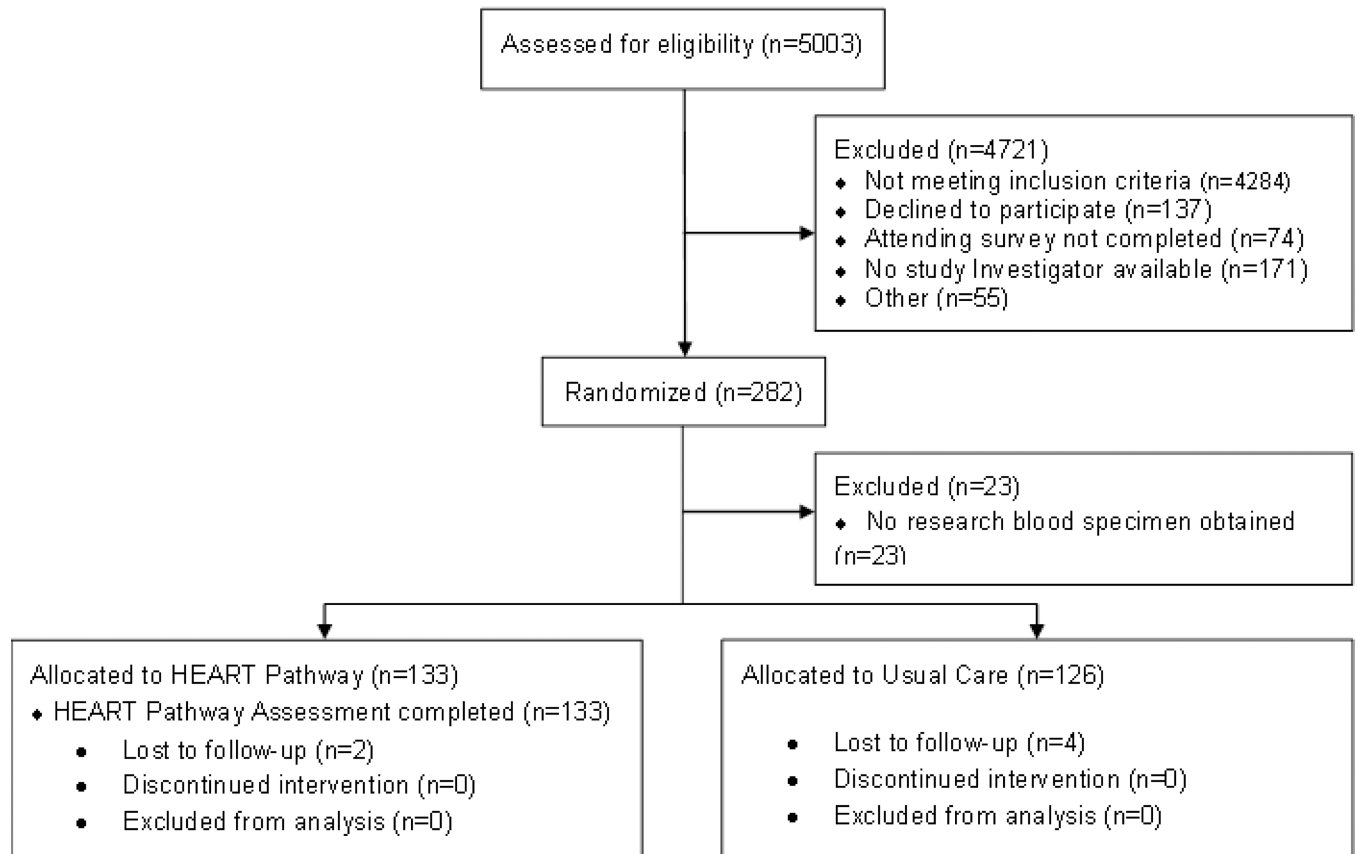 Assessed for eligibility (n=5003)
Excluded (n=4721)
◆ Not meeting inclusion criteria (n=4284)
◆ Declined to participate (n=137)
◆ Attending survey not completed (n=74)
◆ No study Investigator available (n=171)
◆ Other (n=55)
Randomized (n=282)
Excluded (n=23)
◆ No research blood specimen obtained
(n=23)
Allocated to HEART Pathway (n=133)
◆ HEART Pathway Assessment completed (n=133)
● Lost to follow-up (n=2)
● Discontinued intervention (n=0)
● Excluded from analysis (n=0)
Allocated to Usual Care (n=126)
● Lost to follow-up (n=4)
● Discontinued intervention (n=0)
● Excluded from analysis (n=0)